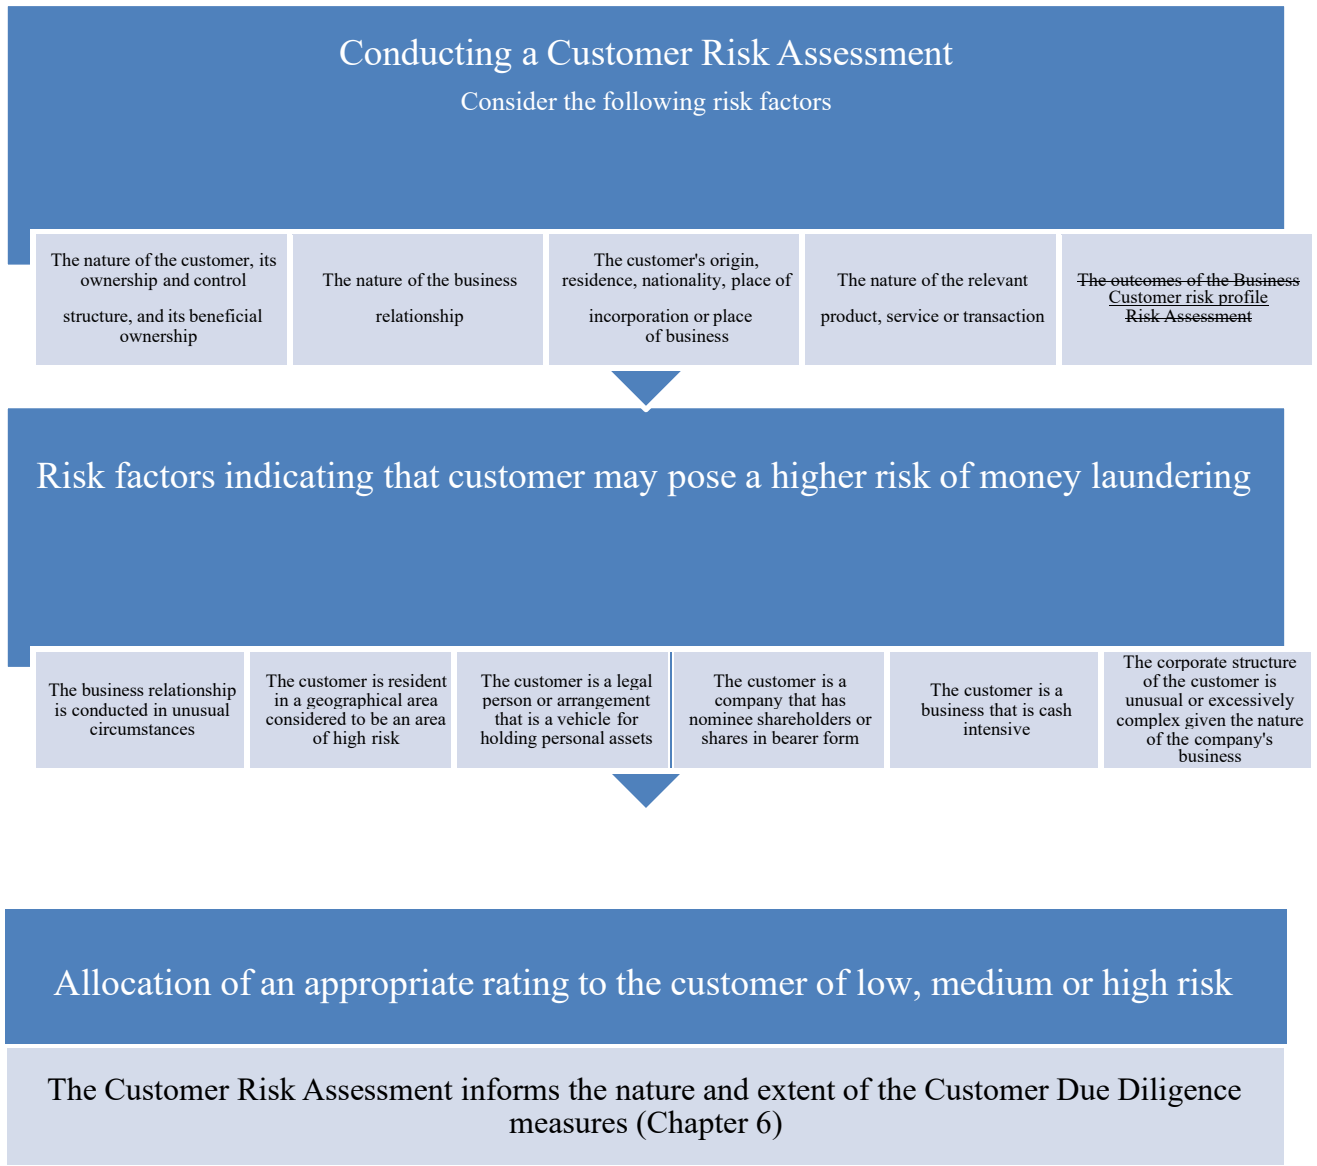 Conducting a Customer Risk Assessment
Consider the following risk factors
The nature of the customer, its
ownership and control
structure, and its beneficial
ownership
The nature of the business
relationship
The customer's origin,
residence, nationality, place of
incorporation or place
of business
The nature of the relevant
product, service or transaction
The outcomes of the Business
Customer risk profile
Risk Assessment
Risk factors indicating that customer may pose a higher risk of money laundering
The business relationship
is conducted in unusual
circumstances
The customer is resident
in a geographical area
considered to be an area
of high risk
The customer is a legal
person or arrangement
that is a vehicle for
holding personal assets
The customer is a
company that has
nominee shareholders or
shares in bearer form
The customer is a
business that is cash
intensive
The corporate structure
of the customer is
unusual or excessively
complex given the nature
of the company's
business
Allocation of an appropriate rating to the customer of low, medium or high risk
The Customer Risk Assessment informs the nature and extent of the Customer Due Diligence
measures (Chapter 6)